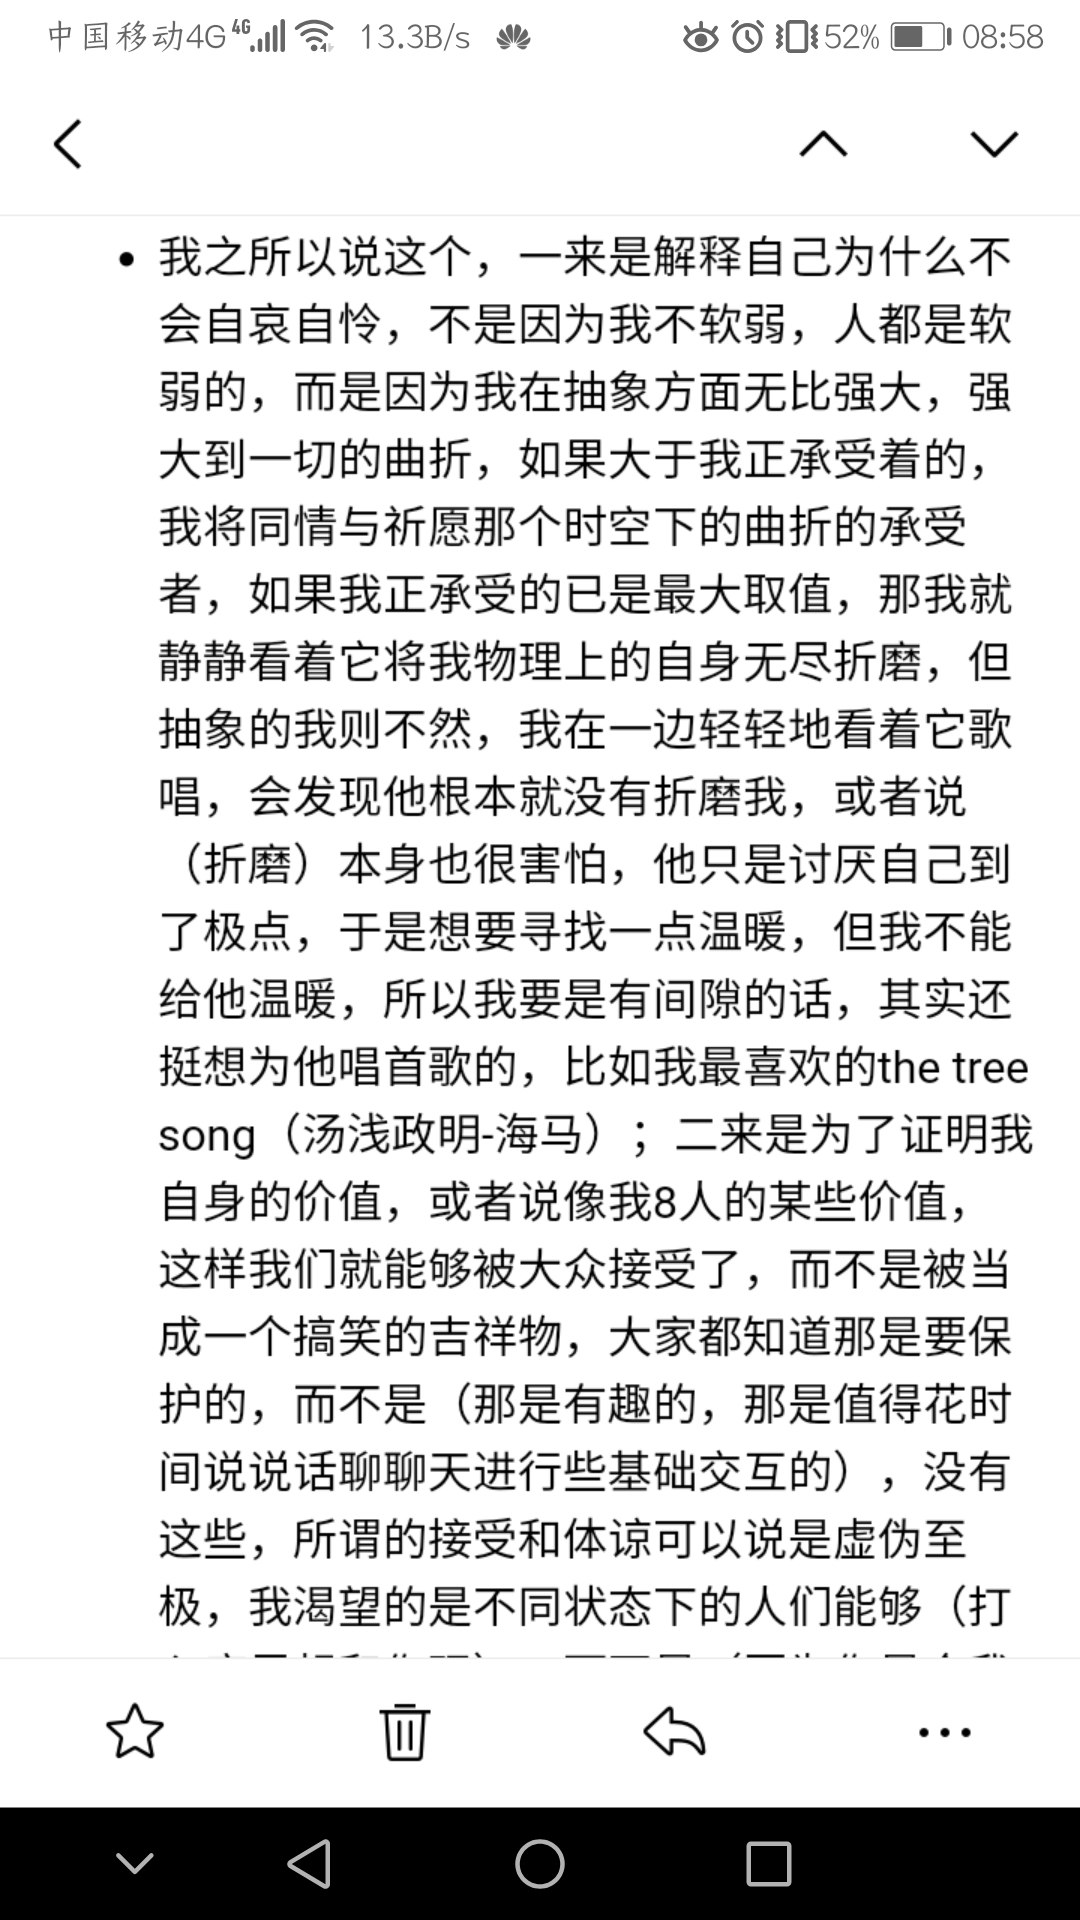 中国移动4G 4G 13.3B/s 52% 08:58
我之所以说这个，一来是解释自己为什么不
会自哀自怜，不是因为我不软弱，人都是软
弱的，而是因为我在抽象方面无比强大，强
大到一切的曲折，如果大于我正承受着的，
我将同情与祈愿那个时空下的曲折的承受
者，如果我正承受的已是最大取值，那我就
静静看着它将我物理上的自身无尽折磨，但
抽象的我则不然，我在一边轻轻地看着它歌
唱，会发现他根本就没有折磨我，或者说
（折磨）本身也很害怕，他只是讨厌自己到
了极点，于是想要寻找一点温暖，但我不能
给他温暖，所以我要是有间隙的话，其实还
挺想为他唱首歌的，比如我最喜欢的the tree
song（汤浅政明-海马）；二来是为了证明我
自身的价值，或者说像我8人的某些价值，
这样我们就能够被大众接受了，而不是被当
成一个搞笑的吉祥物，大家都知道那是要保
护的，而不是（那是有趣的，那是值得花时
间说说话聊聊天进行些基础交互的），没有
这些，所谓的接受和体谅可以说是虚伪至
极，我渴望的是不同状态下的人们能够（打